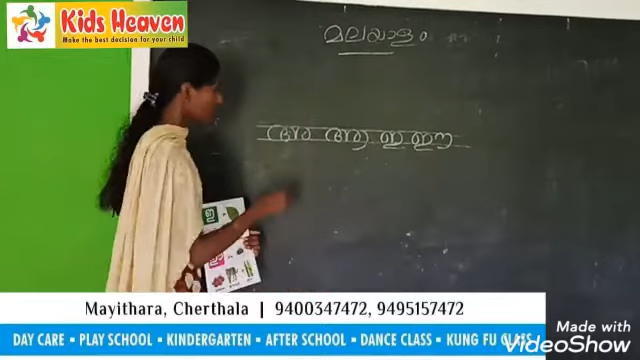 Kids Heaven
Make the best decision for your child
മലയാളം
അ ആ ഇ ഈ
Mayithara, Cherthala | 9400347472, 9495157472
DAY CARE ▪ PLAY SCHOOL ▪ KINDERGARTEN ▪ AFTER SCHOOL ▪ DANCE CLASS ▪ KUNG FU CLASS
Made with
VideoShow